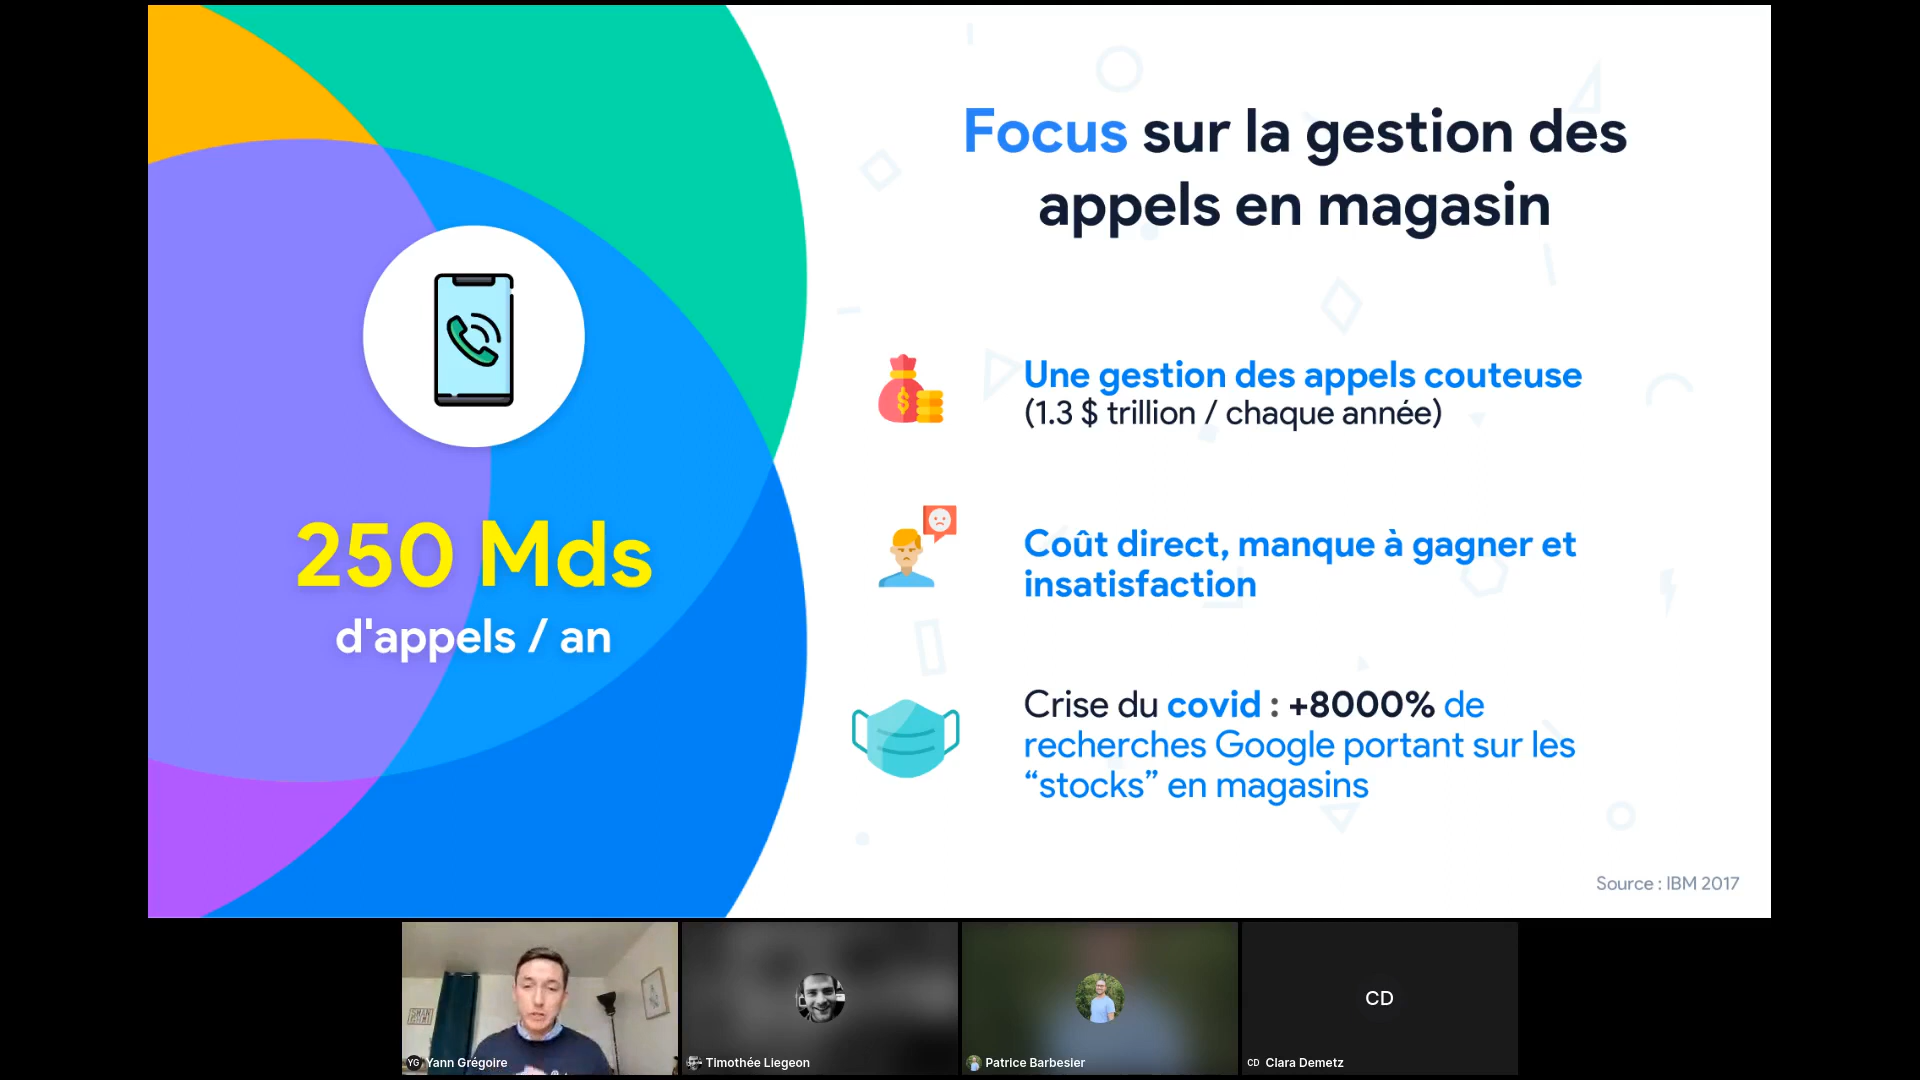 Focus sur la gestion des
appels en magasin
250 Mds
d'appels / an
Une gestion des appels couteuse
(1.3 $ trillion / chaque année)
Coût direct, manque à gagner et
insatisfaction
Crise du covid : +8000% de
recherches Google portant sur les
“stocks” en magasins
Source : IBM 2017
YG Yann Grégoire
Timothée Liegeon
Patrice Barbesier
CD
CD Clara Demetz